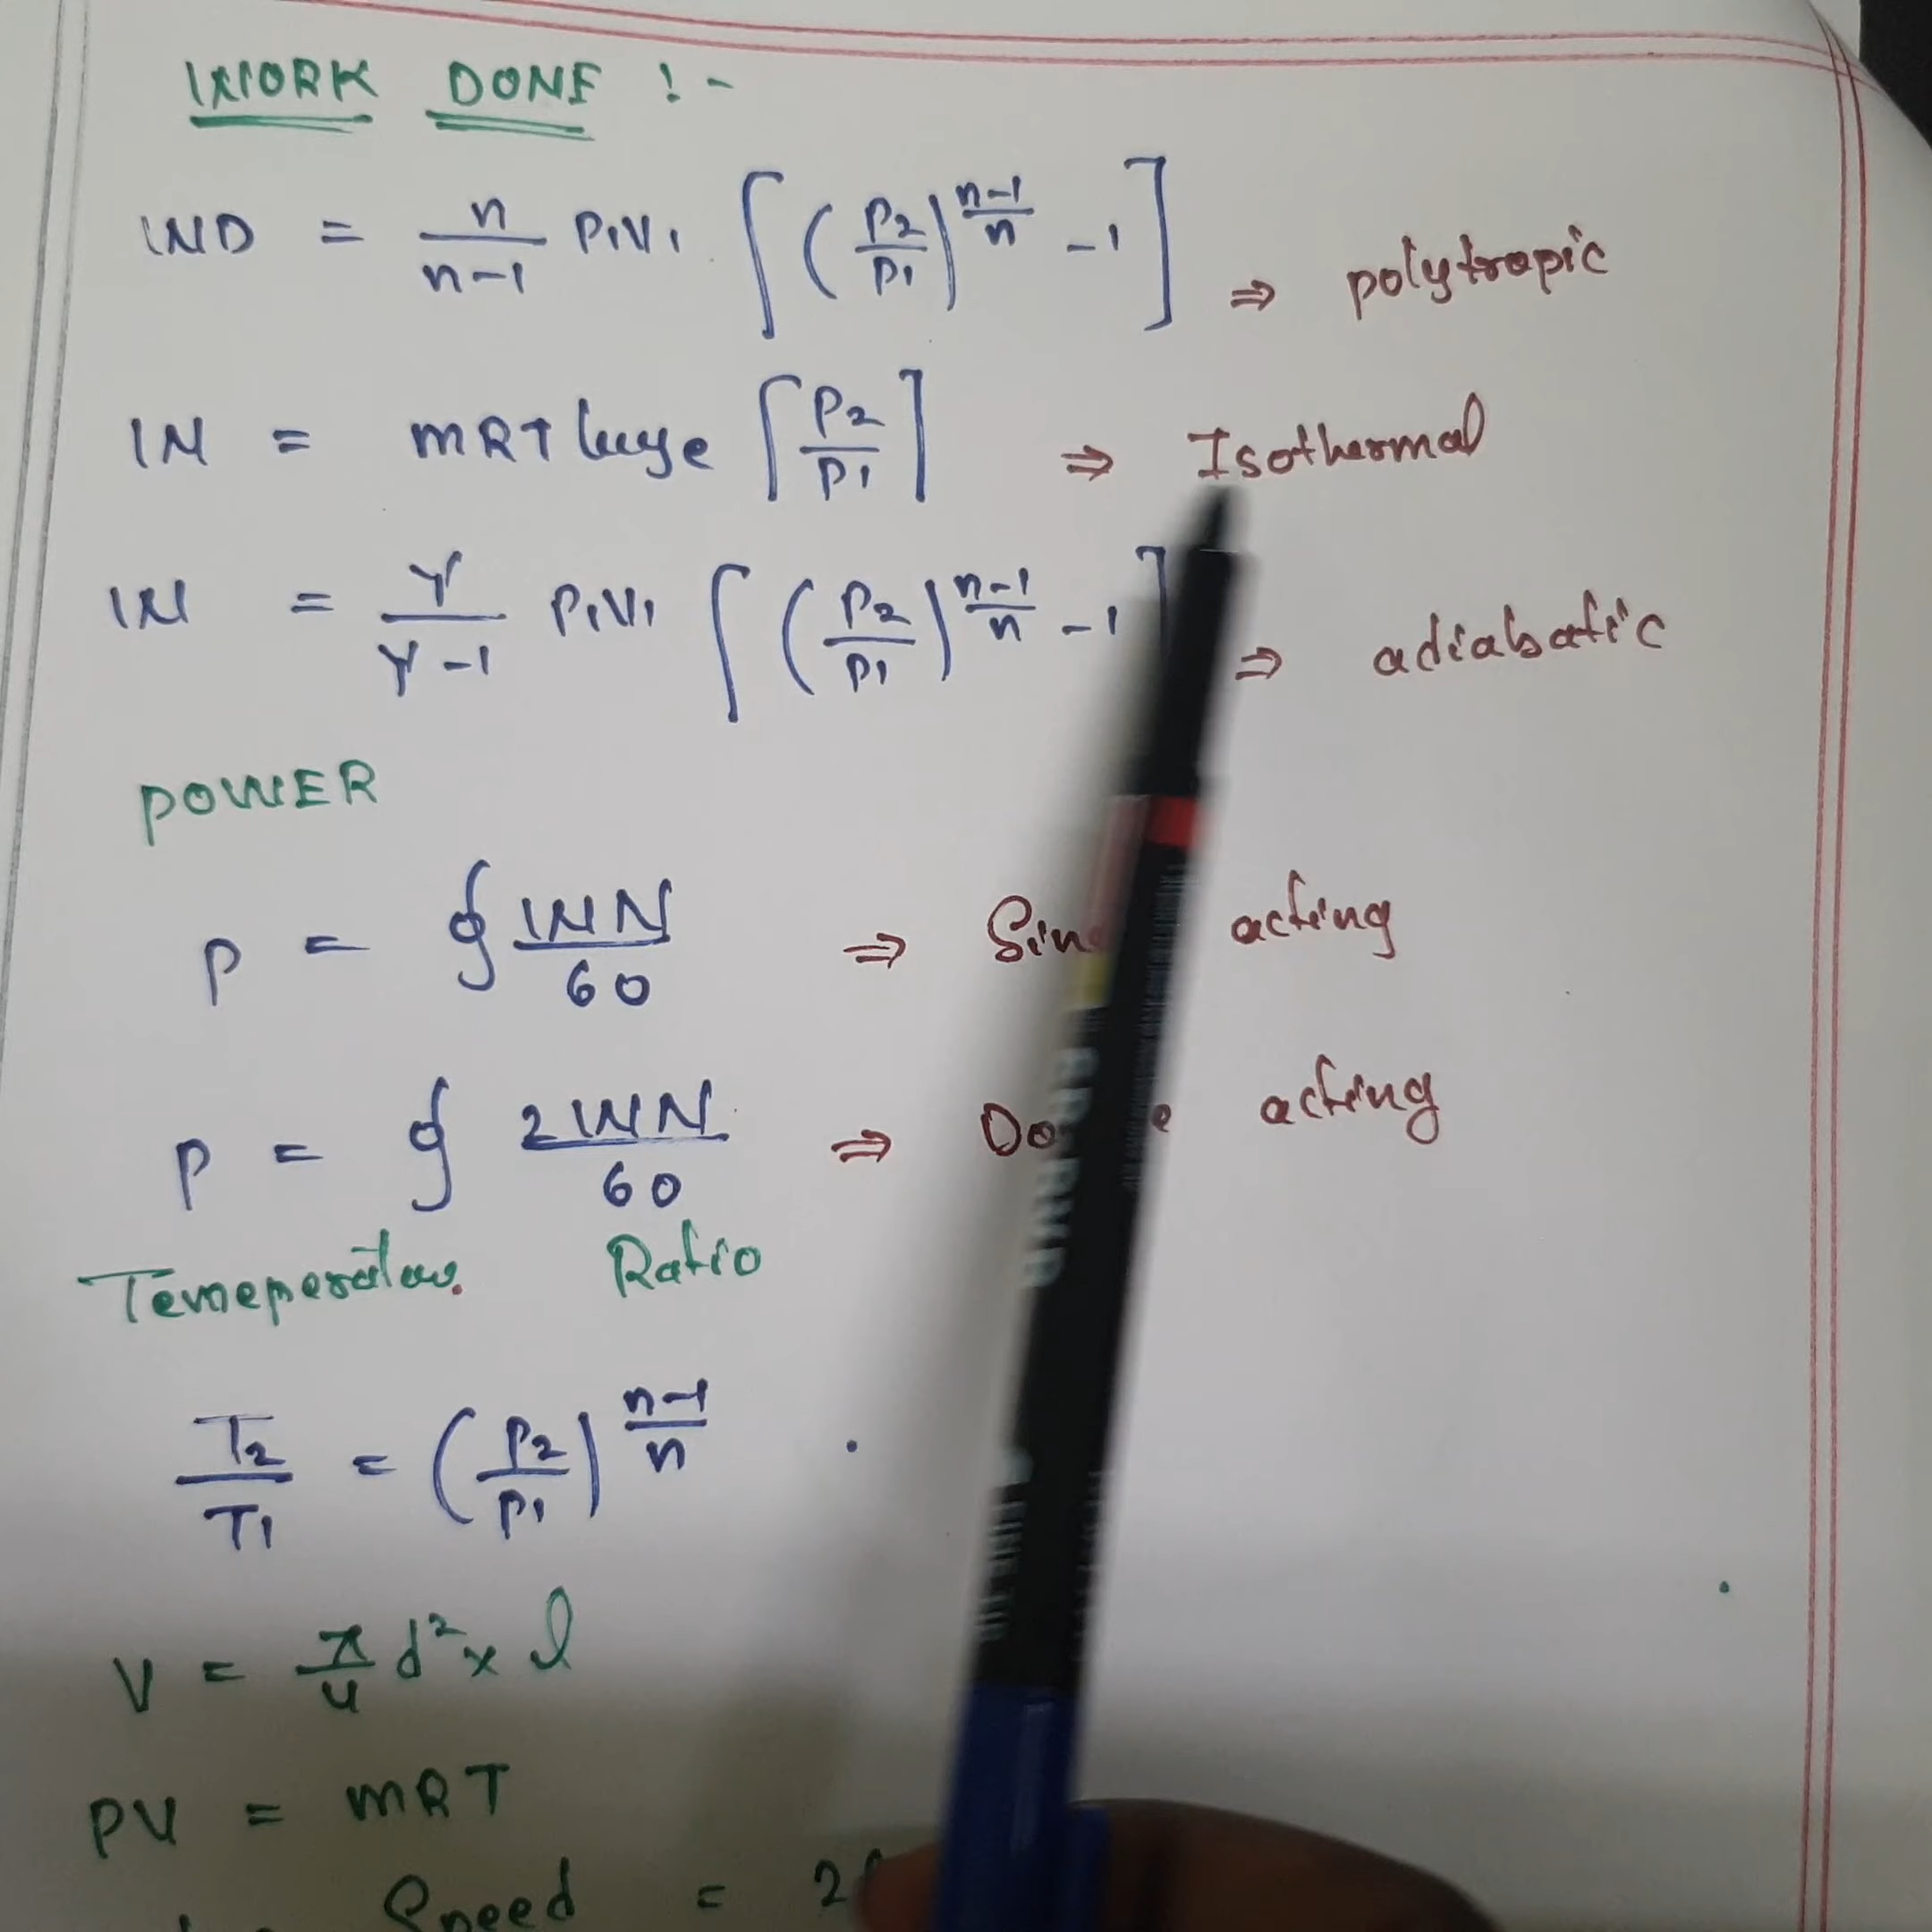 WORK DONE :-
WD = n/(n-1) P1V1 [(P2/P1)^((n-1)/n) - 1] ⇒ polytropic
W = mRT loge [P2/P1] ⇒ Isothermal
W = γ/(γ-1) P1V1 [(P2/P1)^((n-1)/n) - 1] ⇒ adiabatic
POWER
P = ∮ WN/60 ⇒ acting
P = ∮ 2WN/60 ⇒ acting
Ratio
T2/T1 = (P2/P1)^((n-1)/n)
V = π/4 d² x l
PV = mRT
Speed = 2